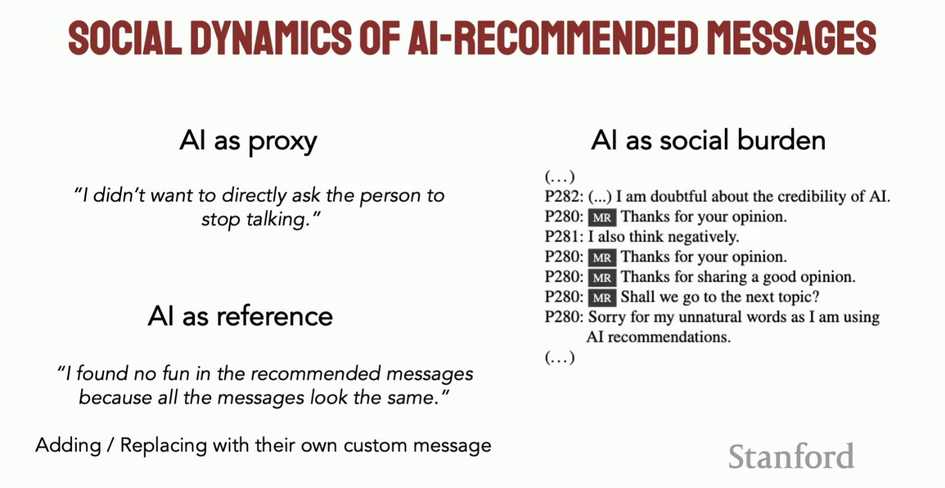 SOCIAL DYNAMICS OF AI-RECOMMENDED MESSAGES
AI as proxy
“I didn’t want to directly ask the person to
stop talking.”
AI as reference
“I found no fun in the recommended messages
because all the messages look the same.”
Adding / Replacing with their own custom message
AI as social burden
(…)
P282: (...) I am doubtful about the credibility of AI.
P280: MR Thanks for your opinion.
P281: I also think negatively.
P280: MR Thanks for your opinion.
P280: MR Thanks for sharing a good opinion.
P280: MR Shall we go to the next topic?
P280: Sorry for my unnatural words as I am using
AI recommendations.
(…)
Stanford